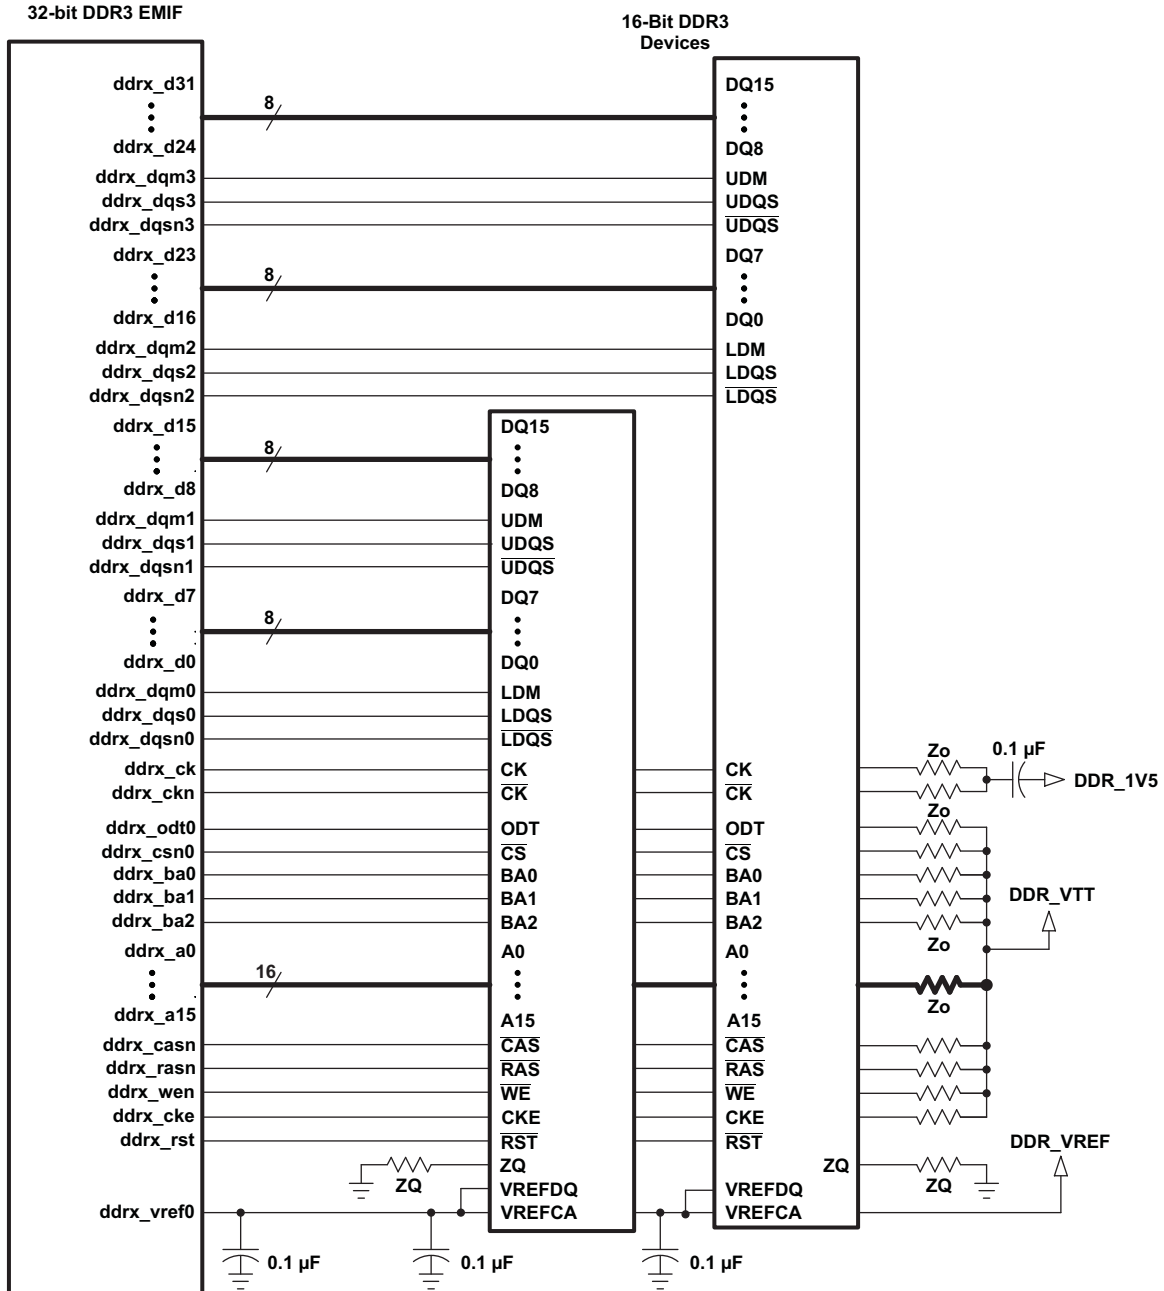 32-bit DDR3 EMIF
16-Bit DDR3
Devices
ddrx_d31
8
DQ15
ddrx_d24
DQ8
ddrx_dqm3
UDM
ddrx_dqs3
UDQS
ddrx_dqsn3
UDQS
ddrx_d23
8
DQ7
ddrx_d16
DQ0
ddrx_dqm2
LDM
ddrx_dqs2
LDQS
ddrx_dqsn2
LDQS
ddrx_d15
8
DQ15
ddrx_d8
DQ8
ddrx_dqm1
UDM
ddrx_dqs1
UDQS
ddrx_dqsn1
UDQS
ddrx_d7
8
DQ7
ddrx_d0
DQ0
ddrx_dqm0
LDM
ddrx_dqs0
LDQS
ddrx_dqsn0
LDQS
Zo
0.1 µF
ddrx_ck
CK
CK
DDR_1V5
ddrx_ckn
CK
CK
Zo
ddrx_odt0
ODT
ODT
ddrx_csn0
CS
CS
ddrx_ba0
BA0
BA0
ddrx_ba1
BA1
BA1
DDR_VTT
ddrx_ba2
BA2
BA2
Zo
ddrx_a0
A0
A0
16
Zo
ddrx_a15
A15
A15
ddrx_casn
CAS
CAS
ddrx_rasn
RAS
RAS
ddrx_wen
WE
WE
ddrx_cke
CKE
CKE
ddrx_rst
RST
RST
DDR_VREF
ZQ
ZQ
ZQ
ZQ
VREFDQ
VREFDQ
ddrx_vref0
VREFCA
VREFCA
0.1 µF
0.1 µF
0.1 µF